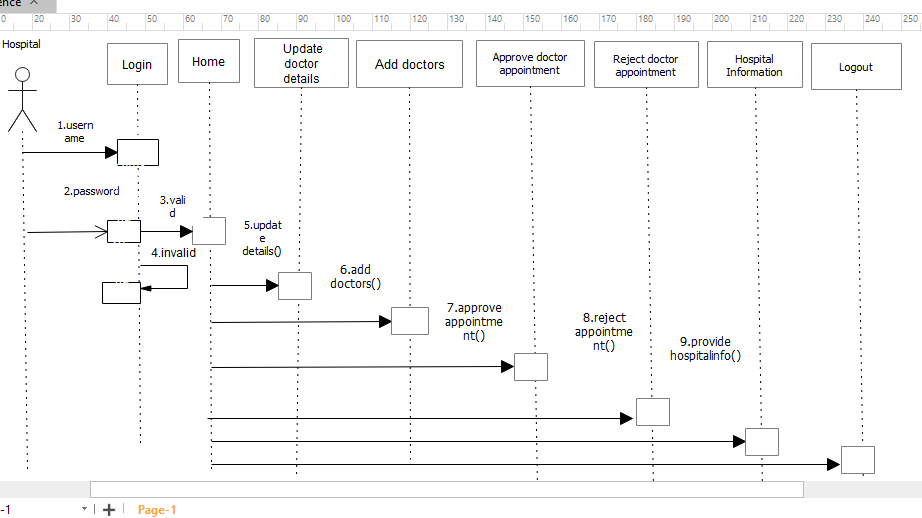 ence
0 20 30 40 50 60 70 80 90 100 110 120 130 140 150 160 170 180 190 200 210 220 230 240 250
Hospital
Login
Home
Update
doctor
details
Add doctors
Approve doctor
appointment
Reject doctor
appointment
Hospital
Information
Logout
1.usern
ame
2.password
3.vali
d
4.invalid
5.updat
e
details()
6.add
doctors()
7.approve
appointme
nt()
8.reject
appointme
nt()
9.provide
hospitalinfo()
-1
Page-1